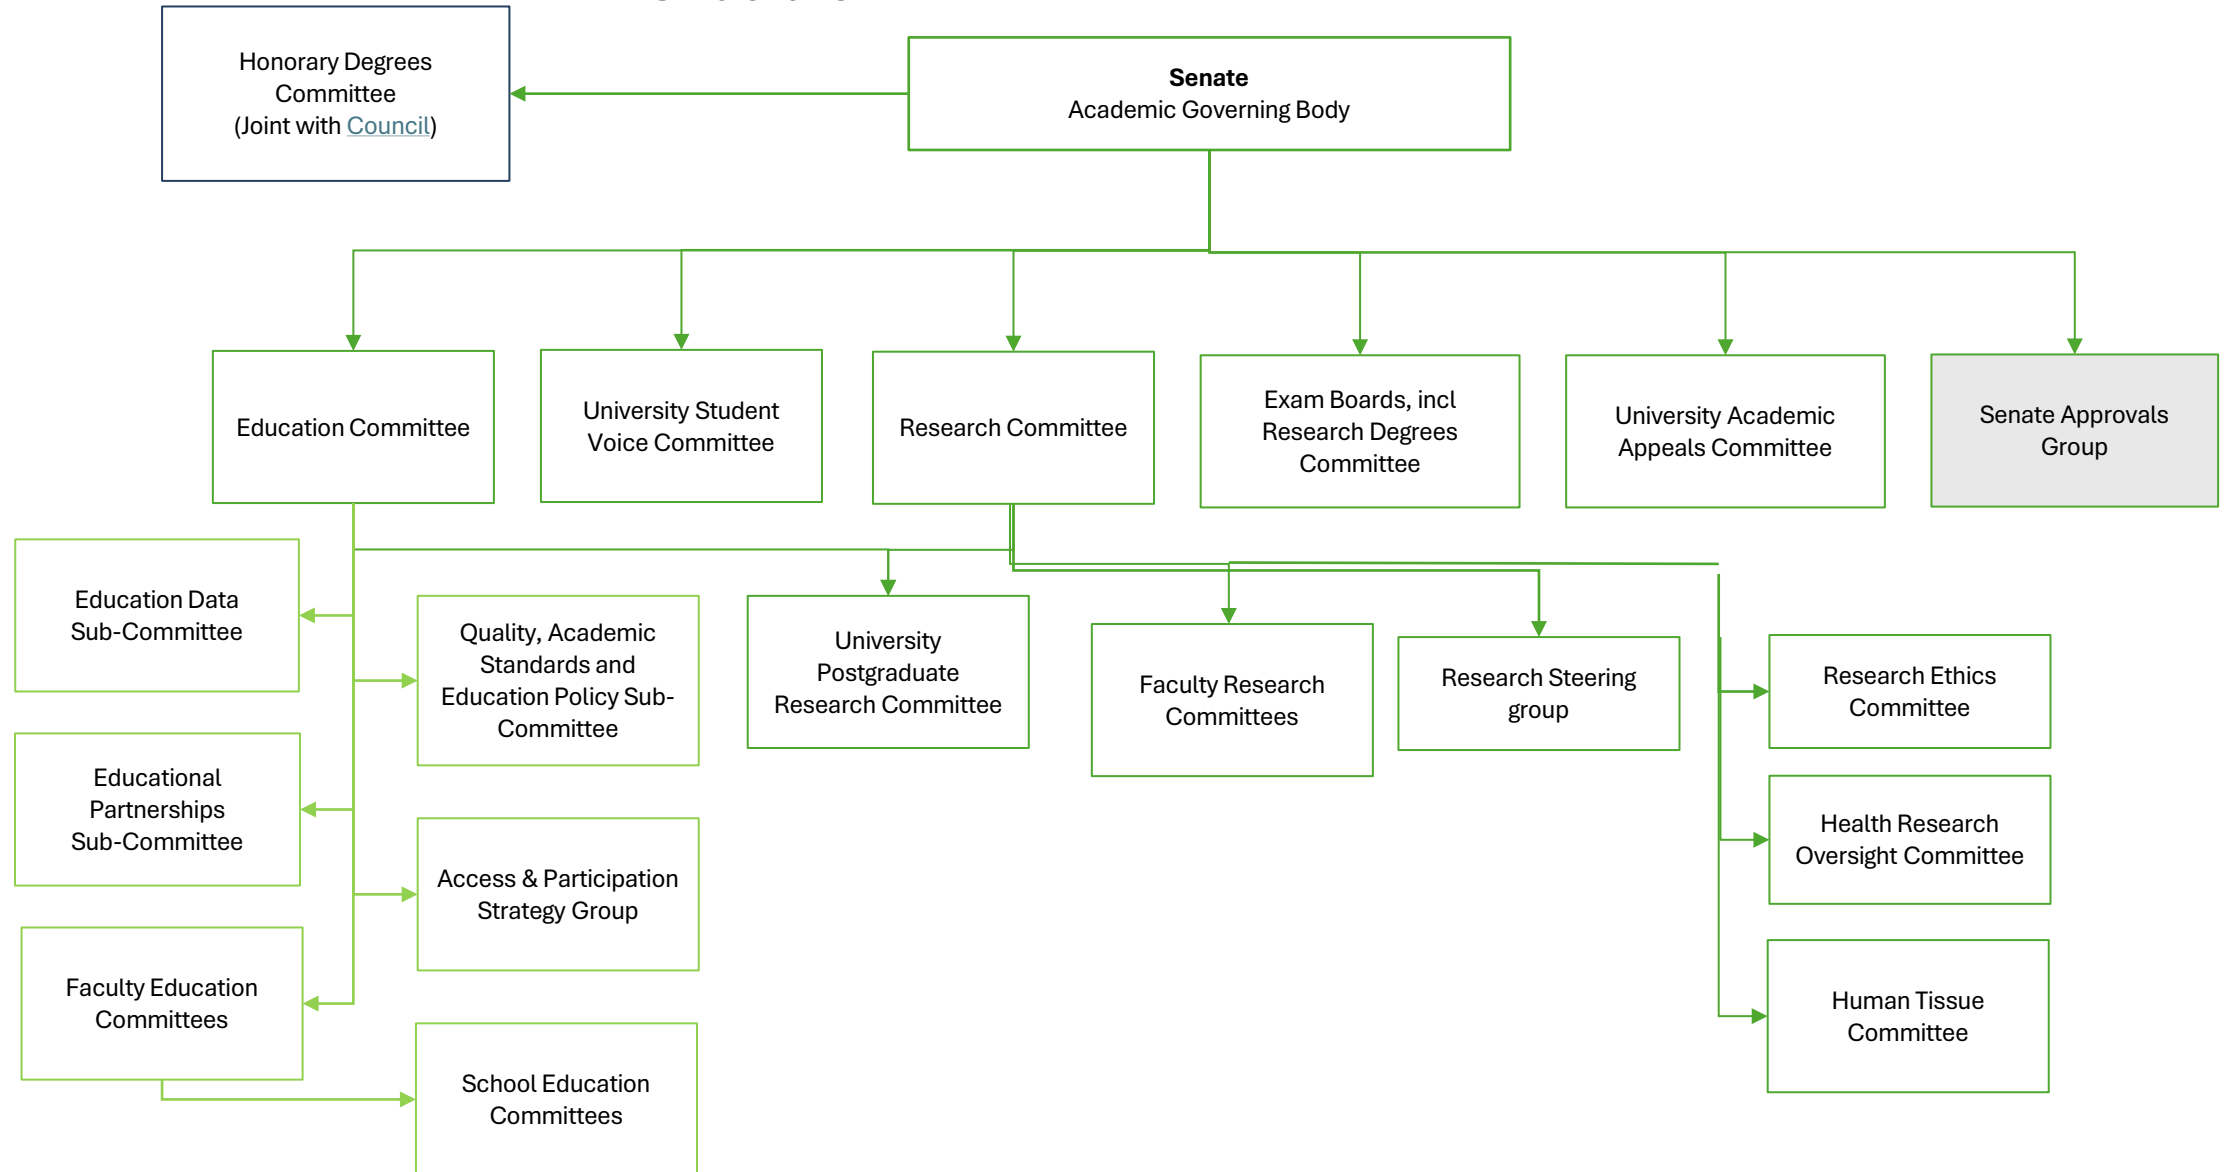 Honorary Degrees
Committee
(Joint with Council)
Senate
Academic Governing Body
Education Committee
University Student
Voice Committee
Research Committee
Exam Boards, incl
Research Degrees
Committee
University Academic
Appeals Committee
Senate Approvals
Group
Education Data
Sub-Committee
Quality, Academic
Standards and
Education Policy Sub-
Committee
University
Postgraduate
Research Committee
Faculty Research
Committees
Research Steering
group
Research Ethics
Committee
Educational
Partnerships
Sub-Committee
Health Research
Oversight Committee
Access & Participation
Strategy Group
Faculty Education
Committees
Human Tissue
Committee
School Education
Committees